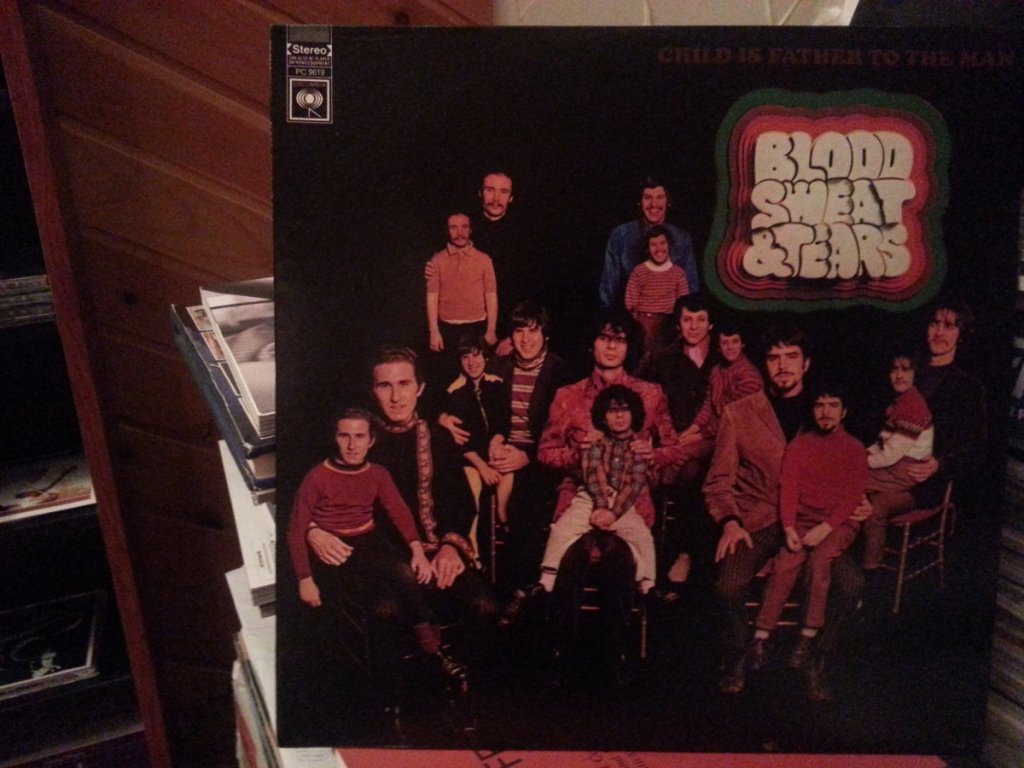 Stereo
PC 9619
CHILD IS FATHER TO THE MAN
BLOOD
SWEAT
& TEARS